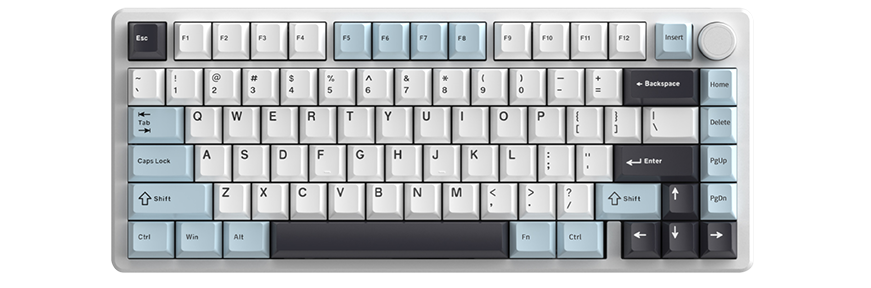 Esc F1 F2 F3 F4 F5 F6 F7 F8 F9 F10 F11 F12 Insert
~ ` ! 1 @ 2 # 3 $ 4 % 5 ^ 6 & 7 * 8 ( 9 ) 0 _ - + = ← Backspace Home
⇤ Tab ⇥ Q W E R T Y U I O P { [ } ] | \ Delete
Caps Lock A S D F G H J K L : ; " ' ↵ Enter PgUp
⇧ Shift Z X C V B N M < , > . ? / ⇧ Shift ↑ PgDn
Ctrl Win Alt Fn Ctrl ← ↓ →